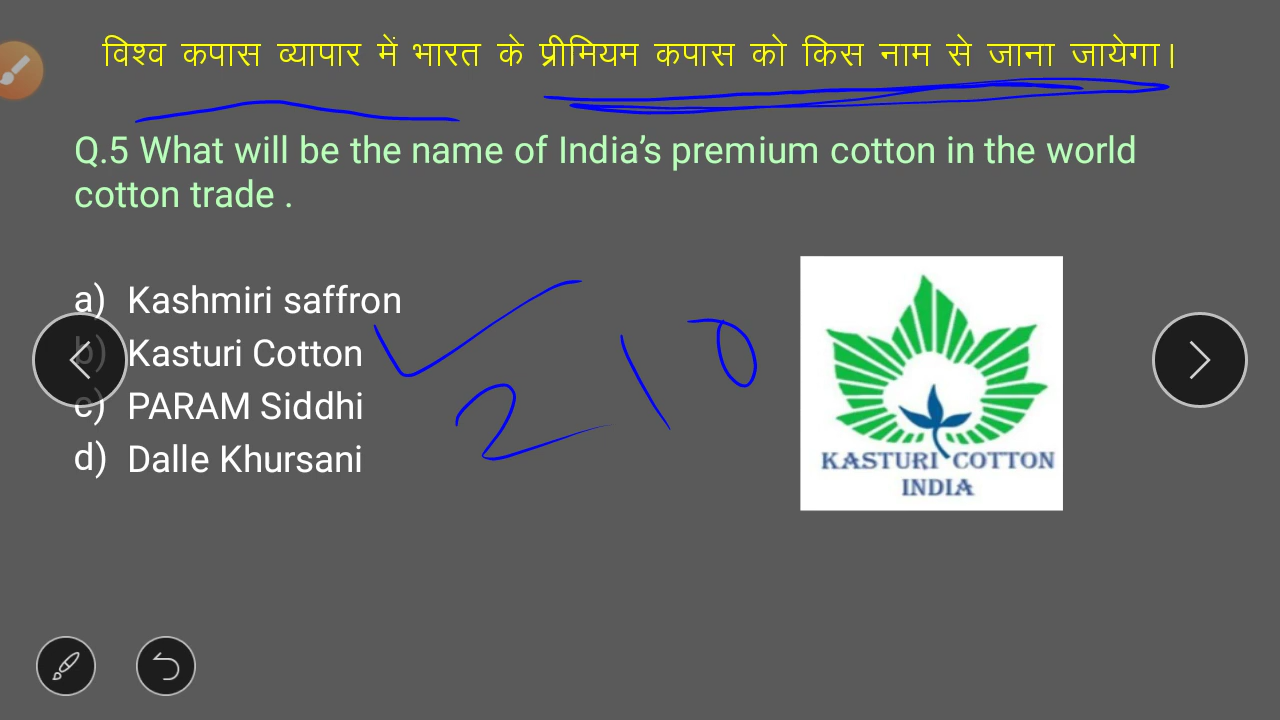 विश्व कपास व्यापार में भारत के प्रीमियम कपास को किस नाम से जाना जायेगा।
Q.5 What will be the name of India’s premium cotton in the world
cotton trade .
a) Kashmiri saffron
b) Kasturi Cotton
c) PARAM Siddhi
d) Dalle Khursani
210
KASTURI COTTON
INDIA